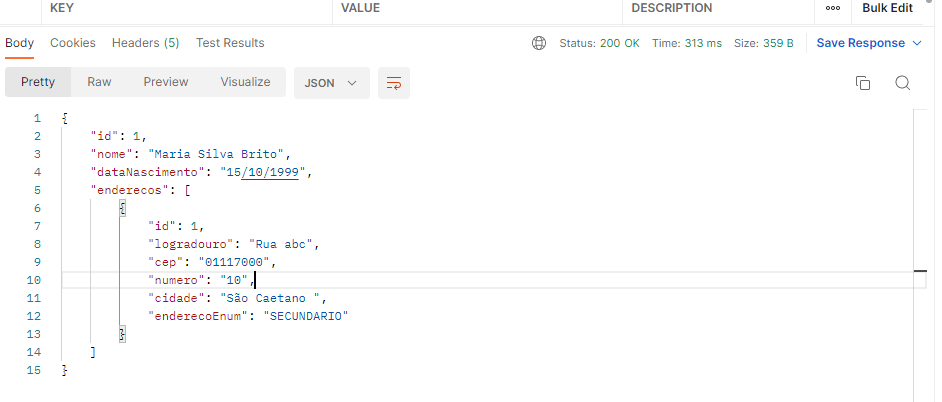 KEY VALUE DESCRIPTION ooo Bulk Edit
Body Cookies Headers (5) Test Results Status: 200 OK Time: 313 ms Size: 359 B Save Response
Pretty Raw Preview Visualize JSON
1 {
2 "id": 1,
3 "nome": "Maria Silva Brito",
4 "dataNascimento": "15/10/1999",
5 "enderecos": [
6 {
7 "id": 1,
8 "logradouro": "Rua abc",
9 "cep": "01117000",
10 "numero": "10",
11 "cidade": "São Caetano ",
12 "enderecoEnum": "SECUNDARIO"
13 }
14 ]
15 }